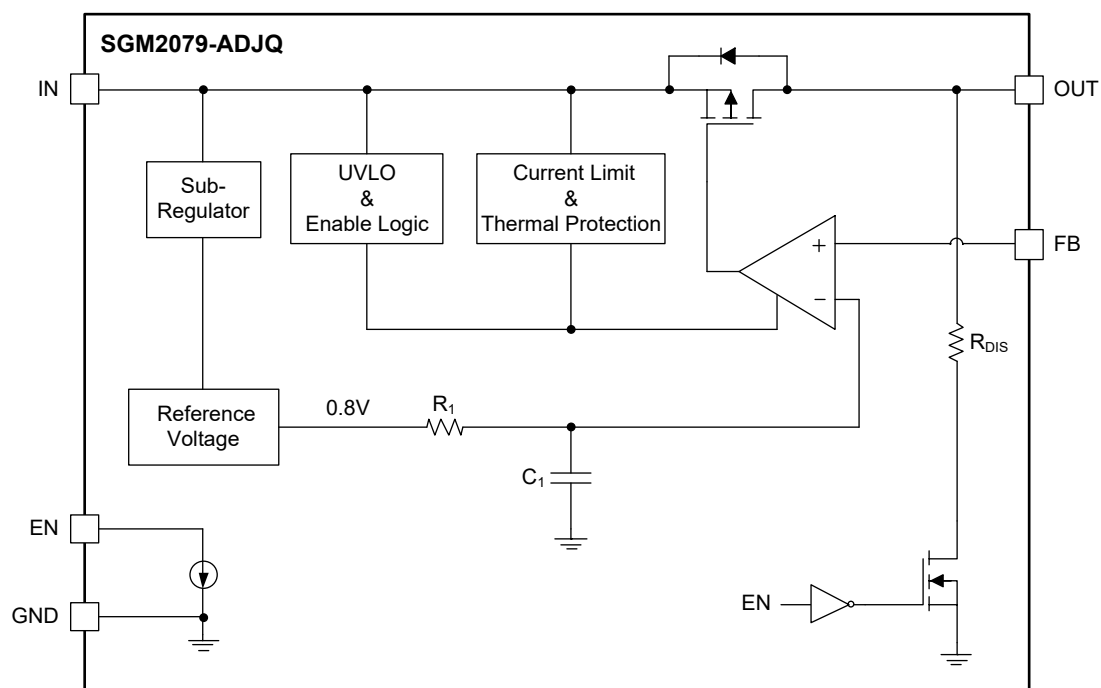 SGM2079-ADJQ
IN
OUT
Sub-
Regulator
UVLO
&
Enable Logic
Current Limit
&
Thermal Protection
+
FB
−
R₍DIS₎
Reference
Voltage
0.8V
R₁
C₁
EN
GND
EN